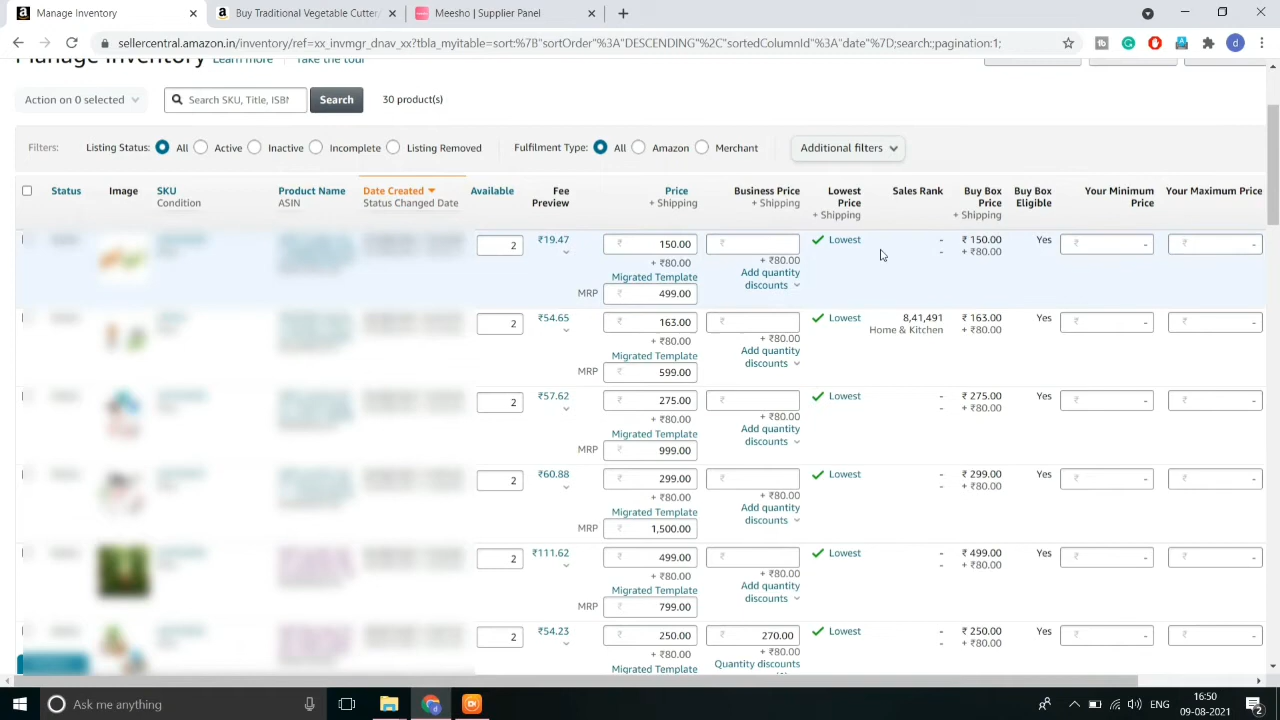 Manage Inventory
Buy Traditional Vegetable Cutter/
Meesho | Supplier Panel
sellercentral.amazon.in/inventory/ref=xx_invmgr_dnav_xx?tbla_myitable=sort:%7B"sortOrder"%3A"DESCENDING"%2C"sortedColumnId"%3A"date"%7D;search:;pagination:1;
Manage Inventory Learn more Take the tour
Action on 0 selected Search SKU, Title, ISBN Search 30 product(s)
Filters: Listing Status: All Active Inactive Incomplete Listing Removed Fulfilment Type: All Amazon Merchant Additional filters
Status Image SKU Product Name Date Created Available Fee Price Business Price Lowest Sales Rank Buy Box Buy Box Your Minimum Your Maximum Price
Condition ASIN Status Changed Date Preview + Shipping + Shipping Price Price Eligible Price
+ Shipping + Shipping
2 ₹19.47 ₹ 150.00 ₹ Lowest - ₹ 150.00 Yes ₹ - ₹ -
+ ₹80.00 + ₹80.00 - + ₹80.00
Migrated Template Add quantity
discounts
MRP ₹ 499.00
2 ₹54.65 ₹ 163.00 ₹ Lowest 8,41,491 ₹ 163.00 Yes ₹ - ₹ -
+ ₹80.00 + ₹80.00 Home & Kitchen + ₹80.00
Migrated Template Add quantity
discounts
MRP ₹ 599.00
2 ₹57.62 ₹ 275.00 ₹ Lowest - ₹ 275.00 Yes ₹ - ₹ -
+ ₹80.00 + ₹80.00 - + ₹80.00
Migrated Template Add quantity
discounts
MRP ₹ 999.00
2 ₹60.88 ₹ 299.00 ₹ Lowest - ₹ 299.00 Yes ₹ - ₹ -
+ ₹80.00 + ₹80.00 - + ₹80.00
Migrated Template Add quantity
discounts
MRP ₹ 1,500.00
2 ₹111.62 ₹ 499.00 ₹ Lowest - ₹ 499.00 Yes ₹ - ₹ -
+ ₹80.00 + ₹80.00 - + ₹80.00
Migrated Template Add quantity
discounts
MRP ₹ 799.00
2 ₹54.23 ₹ 250.00 ₹ 270.00 Lowest - ₹ 250.00 Yes ₹ - ₹ -
+ ₹80.00 + ₹80.00 - + ₹80.00
Migrated Template Quantity discounts
Ask me anything ENG 16:50
09-08-2021 2